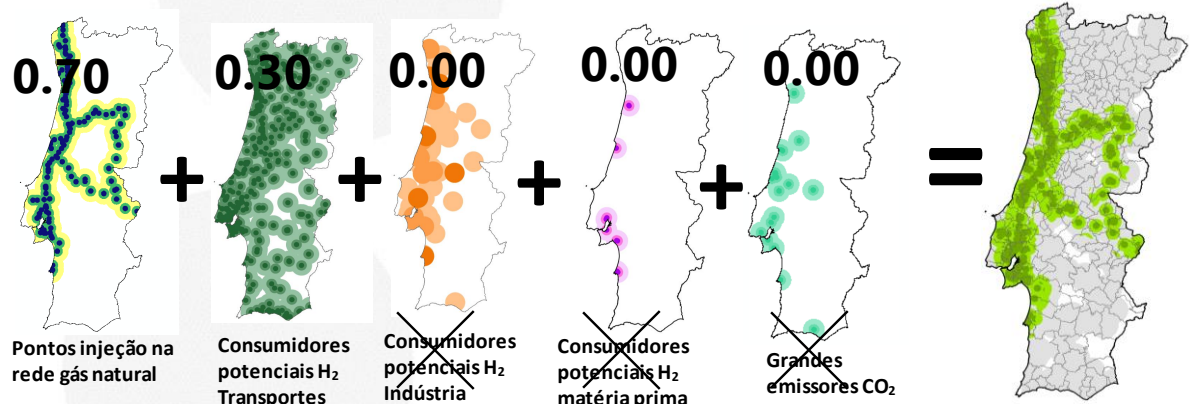 0.70
0.30
0.00
0.00
0.00
+
+
+
+
=
Pontos injeção na
rede gás natural
Consumidores
potenciais H₂
Transportes
Consumidores
potenciais H₂
Indústria
Consumidores
potenciais H₂
matéria prima
Grandes
emissores CO₂